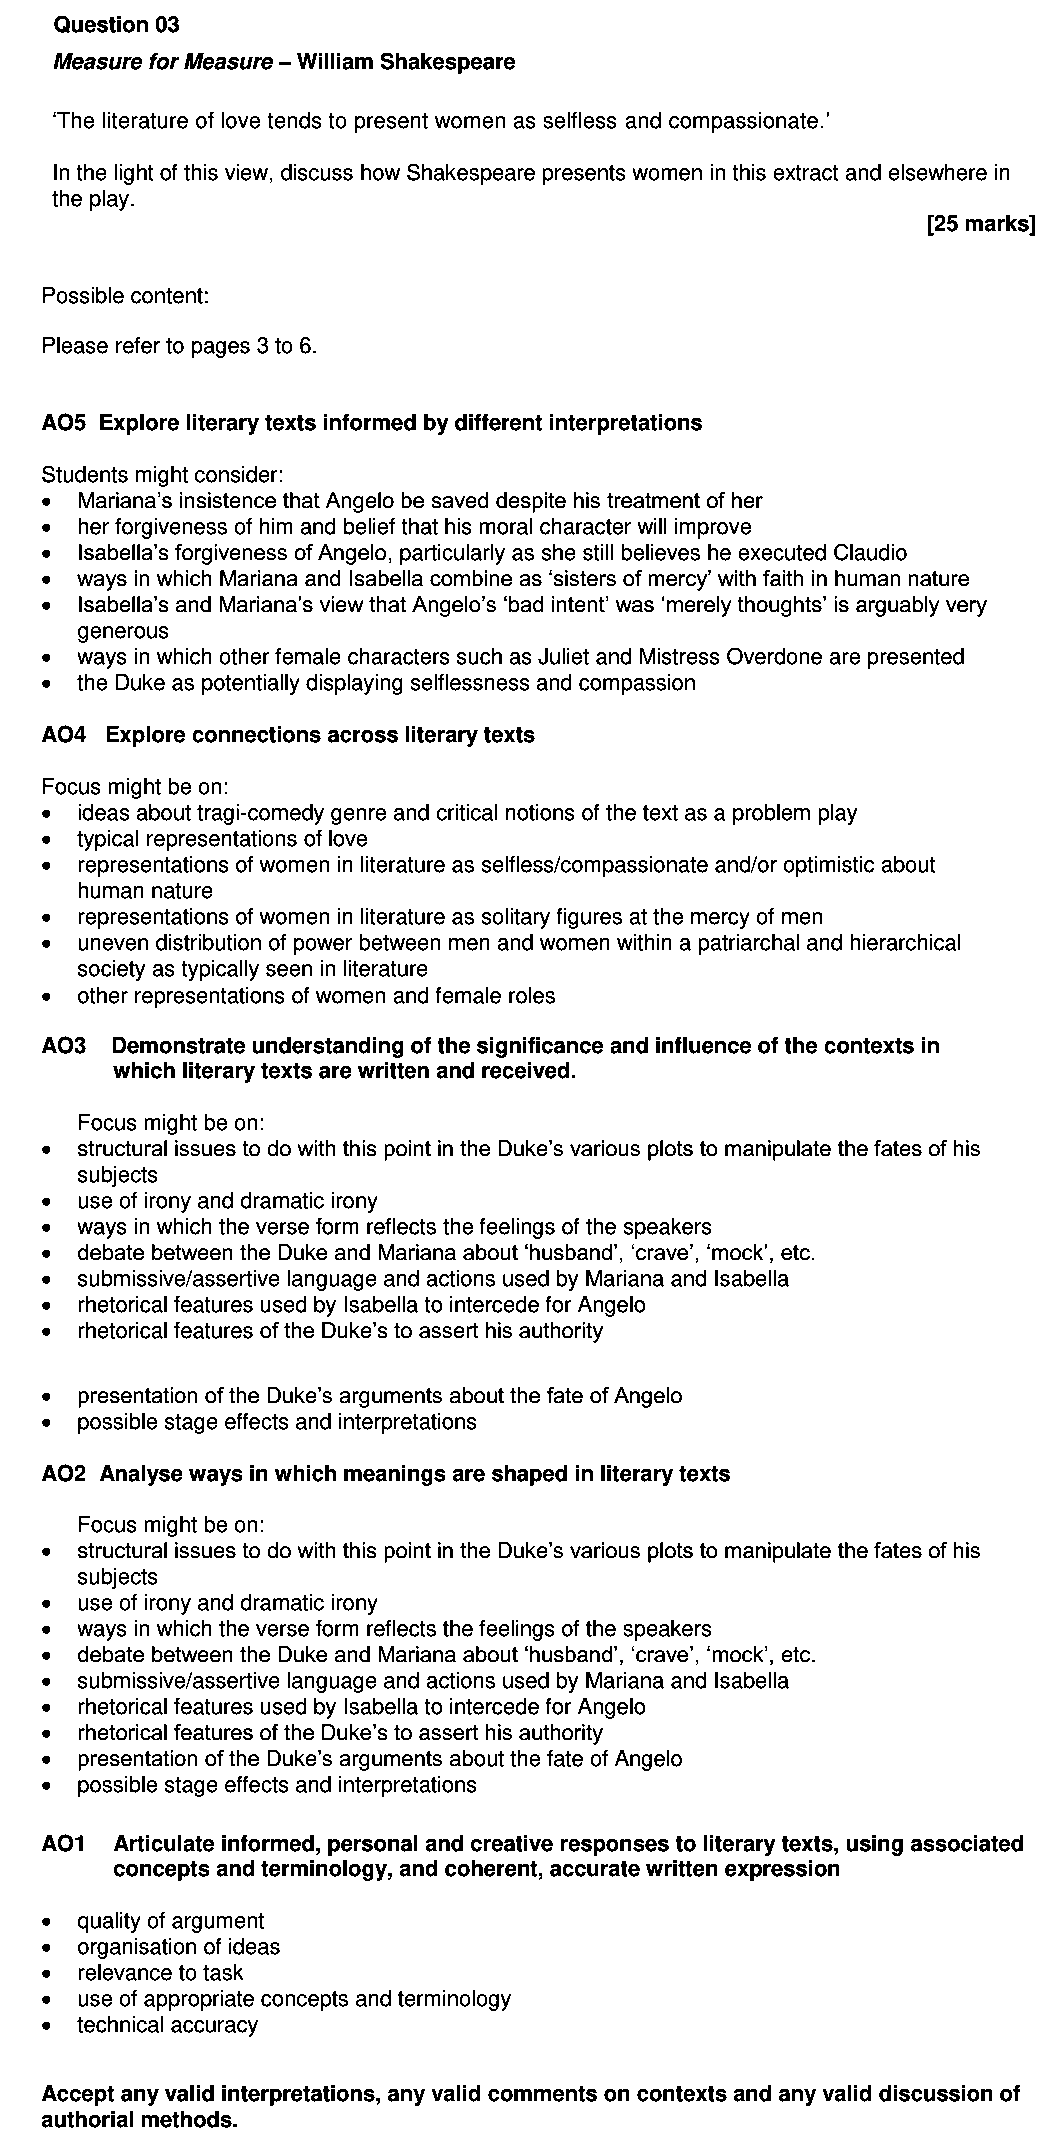 Question 03
Measure for Measure – William Shakespeare
‘The literature of love tends to present women as selfless and compassionate.’
In the light of this view, discuss how Shakespeare presents women in this extract and elsewhere in
the play.
[25 marks]
Possible content:
Please refer to pages 3 to 6.
AO5 Explore literary texts informed by different interpretations
Students might consider:
• Mariana’s insistence that Angelo be saved despite his treatment of her
• her forgiveness of him and belief that his moral character will improve
• Isabella’s forgiveness of Angelo, particularly as she still believes he executed Claudio
• ways in which Mariana and Isabella combine as ‘sisters of mercy’ with faith in human nature
• Isabella’s and Mariana’s view that Angelo’s ‘bad intent’ was ‘merely thoughts’ is arguably very
generous
• ways in which other female characters such as Juliet and Mistress Overdone are presented
• the Duke as potentially displaying selflessness and compassion
AO4 Explore connections across literary texts
Focus might be on:
• ideas about tragi-comedy genre and critical notions of the text as a problem play
• typical representations of love
• representations of women in literature as selfless/compassionate and/or optimistic about
human nature
• representations of women in literature as solitary figures at the mercy of men
• uneven distribution of power between men and women within a patriarchal and hierarchical
society as typically seen in literature
• other representations of women and female roles
AO3 Demonstrate understanding of the significance and influence of the contexts in
which literary texts are written and received.
Focus might be on:
• structural issues to do with this point in the Duke’s various plots to manipulate the fates of his
subjects
• use of irony and dramatic irony
• ways in which the verse form reflects the feelings of the speakers
• debate between the Duke and Mariana about ‘husband’, ‘crave’, ‘mock’, etc.
• submissive/assertive language and actions used by Mariana and Isabella
• rhetorical features used by Isabella to intercede for Angelo
• rhetorical features of the Duke’s to assert his authority
• presentation of the Duke’s arguments about the fate of Angelo
• possible stage effects and interpretations
AO2 Analyse ways in which meanings are shaped in literary texts
Focus might be on:
• structural issues to do with this point in the Duke’s various plots to manipulate the fates of his
subjects
• use of irony and dramatic irony
• ways in which the verse form reflects the feelings of the speakers
• debate between the Duke and Mariana about ‘husband’, ‘crave’, ‘mock’, etc.
• submissive/assertive language and actions used by Mariana and Isabella
• rhetorical features used by Isabella to intercede for Angelo
• rhetorical features of the Duke’s to assert his authority
• presentation of the Duke’s arguments about the fate of Angelo
• possible stage effects and interpretations
AO1 Articulate informed, personal and creative responses to literary texts, using associated
concepts and terminology, and coherent, accurate written expression
• quality of argument
• organisation of ideas
• relevance to task
• use of appropriate concepts and terminology
• technical accuracy
Accept any valid interpretations, any valid comments on contexts and any valid discussion of
authorial methods.